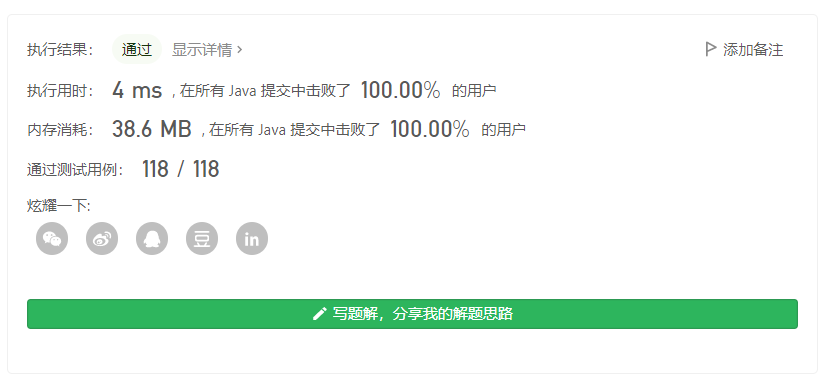 执行结果： 通过 显示详情 › 添加备注
执行用时： 4 ms , 在所有 Java 提交中击败了 100.00% 的用户
内存消耗： 38.6 MB , 在所有 Java 提交中击败了 100.00% 的用户
通过测试用例： 118 / 118
炫耀一下:
豆 in
写题解，分享我的解题思路